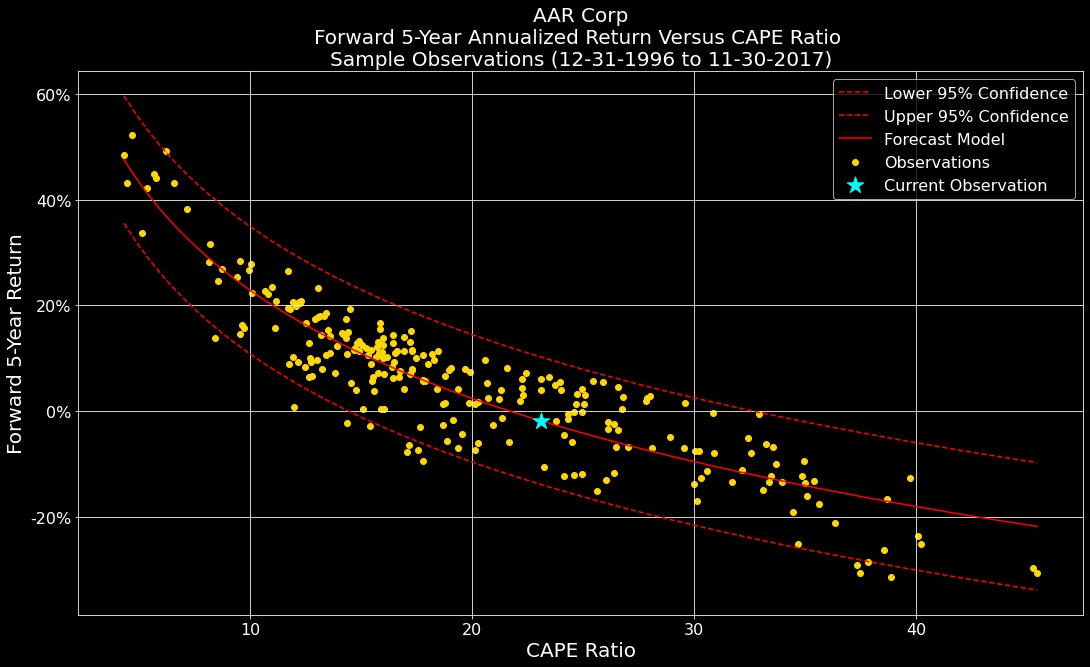 AAR Corp
Forward 5-Year Annualized Return Versus CAPE Ratio
Sample Observations (12-31-1996 to 11-30-2017)
Lower 95% Confidence
Upper 95% Confidence
Forecast Model
Observations
Current Observation
Forward 5-Year Return
60%
40%
20%
0%
-20%
10
20
30
40
CAPE Ratio